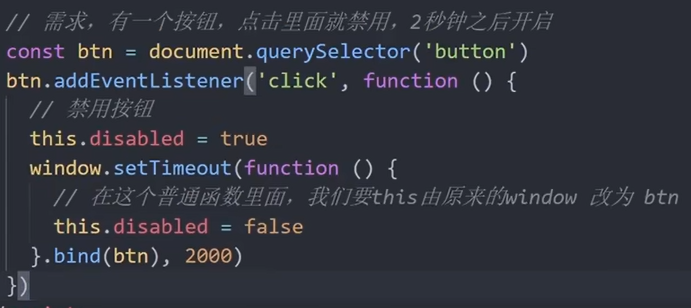 // 需求，有一个按钮，点击里面就禁用，2秒钟之后开启
const btn = document.querySelector('button')
btn.addEventListener('click', function () {
// 禁用按钮
this.disabled = true
window.setTimeout(function () {
// 在这个普通函数里面，我们要this由原来的window 改为 btn
this.disabled = false
}.bind(btn), 2000)
})